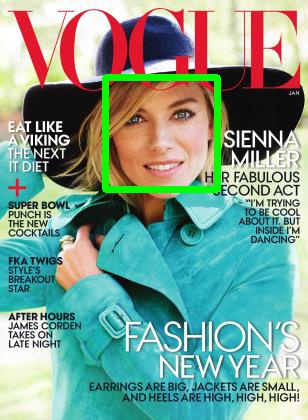 VOGUE
JAN
EAT LIKE
A VIKING
THE NEXT
IT DIET
+
SUPER BOWL
PUNCH IS
THE NEW
COCKTAILS
FKA TWIGS
STYLE'S
BREAKOUT
STAR
AFTER HOURS
JAMES CORDEN
TAKES ON
LATE NIGHT
SIENNA
MILLER
HER FABULOUS
SECOND ACT
"I'M TRYING
TO BE COOL
ABOUT IT. BUT
INSIDE I'M
DANCING"
FASHION'S
NEW YEAR
EARRINGS ARE BIG, JACKETS ARE SMALL,
AND HEELS ARE HIGH, HIGH, HIGH!